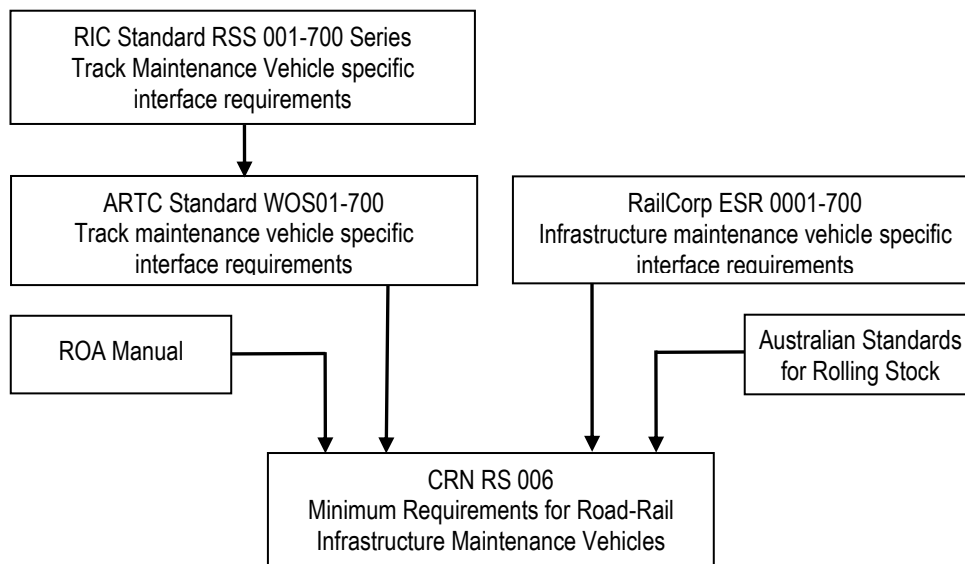 RIC Standard RSS 001-700 Series
Track Maintenance Vehicle specific
interface requirements
ARTC Standard WOS01-700
Track maintenance vehicle specific
interface requirements
RailCorp ESR 0001-700
Infrastructure maintenance vehicle specific
interface requirements
ROA Manual
Australian Standards
for Rolling Stock
CRN RS 006
Minimum Requirements for Road-Rail
Infrastructure Maintenance Vehicles